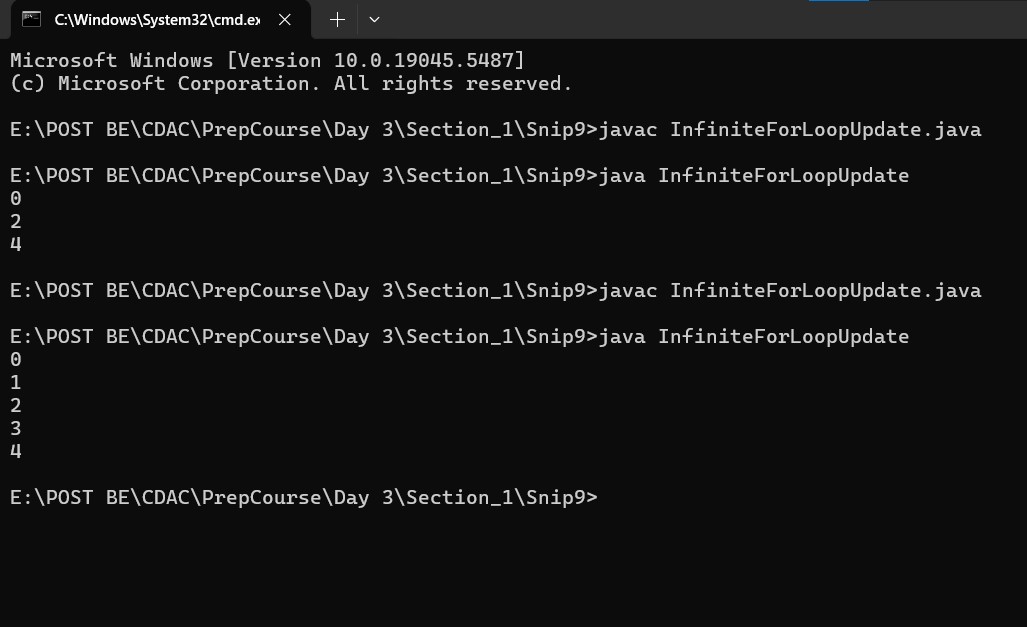 C:\Windows\System32\cmd.ex
Microsoft Windows [Version 10.0.19045.5487]
(c) Microsoft Corporation. All rights reserved.
E:\POST BE\CDAC\PrepCourse\Day 3\Section_1\Snip9>javac InfiniteForLoopUpdate.java
E:\POST BE\CDAC\PrepCourse\Day 3\Section_1\Snip9>java InfiniteForLoopUpdate
0
2
4
E:\POST BE\CDAC\PrepCourse\Day 3\Section_1\Snip9>javac InfiniteForLoopUpdate.java
E:\POST BE\CDAC\PrepCourse\Day 3\Section_1\Snip9>java InfiniteForLoopUpdate
0
1
2
3
4
E:\POST BE\CDAC\PrepCourse\Day 3\Section_1\Snip9>